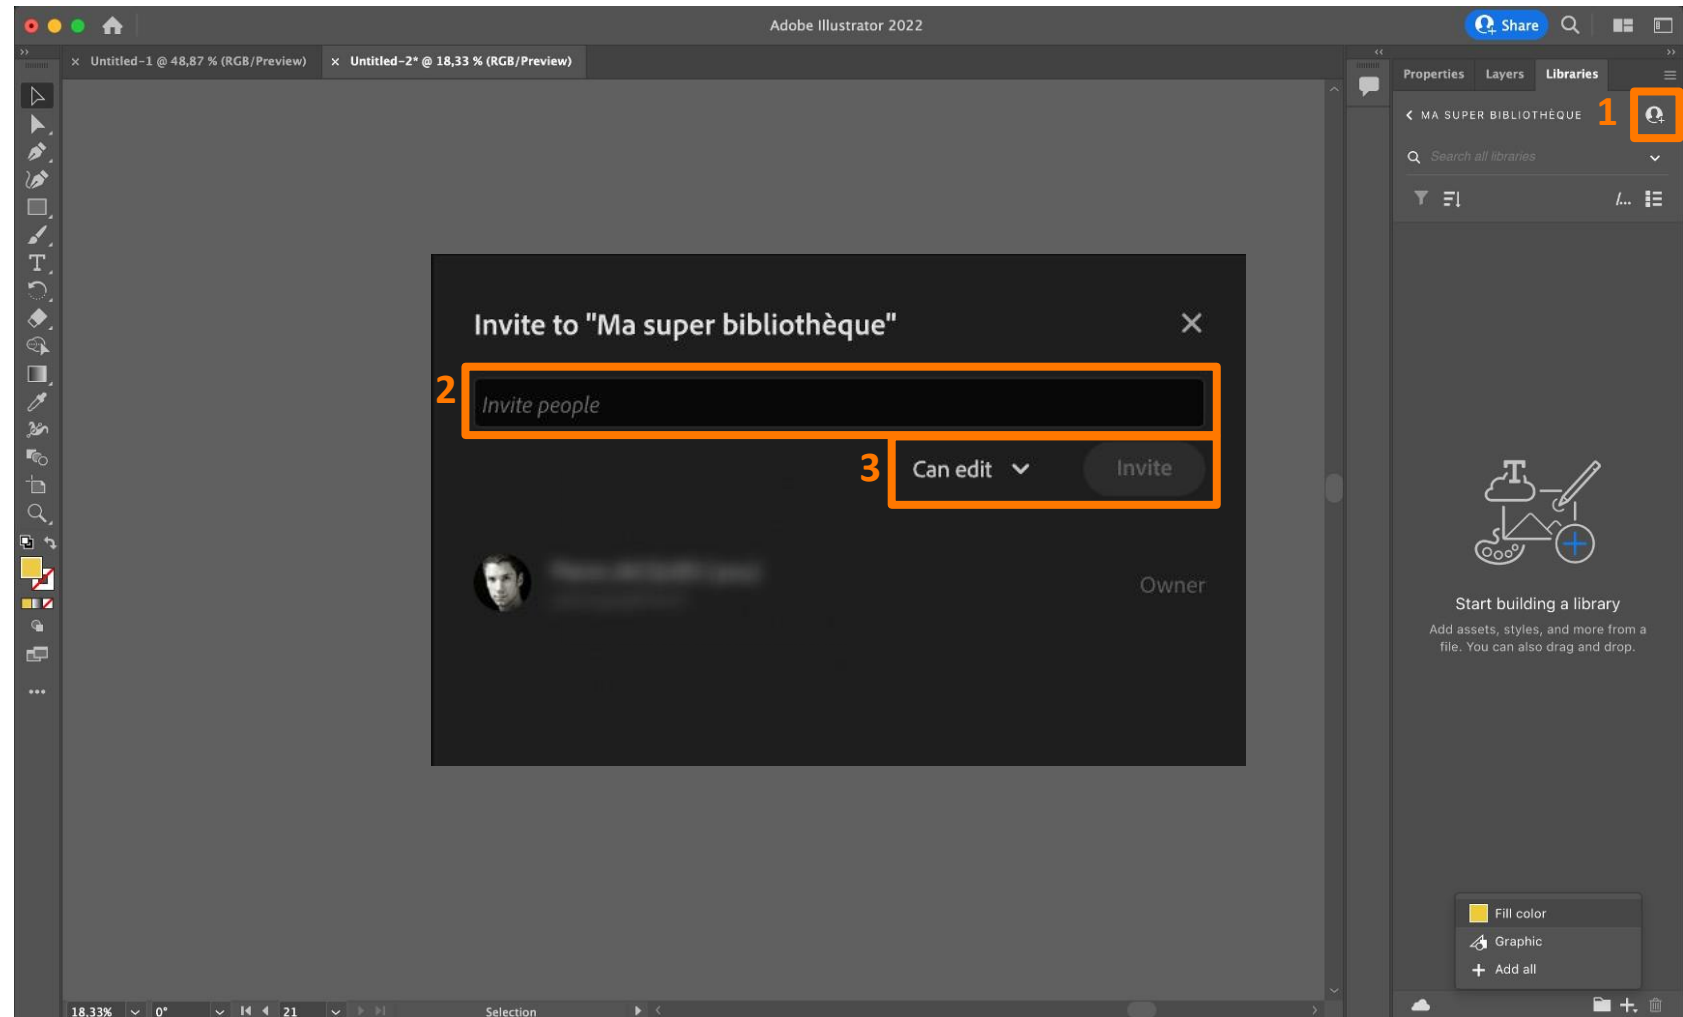 Adobe Illustrator 2022
Share
× Untitled-1 @ 48,87 % (RGB/Preview)
× Untitled-2* @ 18,33 % (RGB/Preview)
Properties
Layers
Libraries
MA SUPER BIBLIOTHÈQUE
1
Search all libraries
/...
Invite to "Ma super bibliothèque"
2
Invite people
3
Can edit
Invite
Owner
Start building a library
Add assets, styles, and more from a
file. You can also drag and drop.
Fill color
Graphic
Add all
18,33%
0°
21
Selection